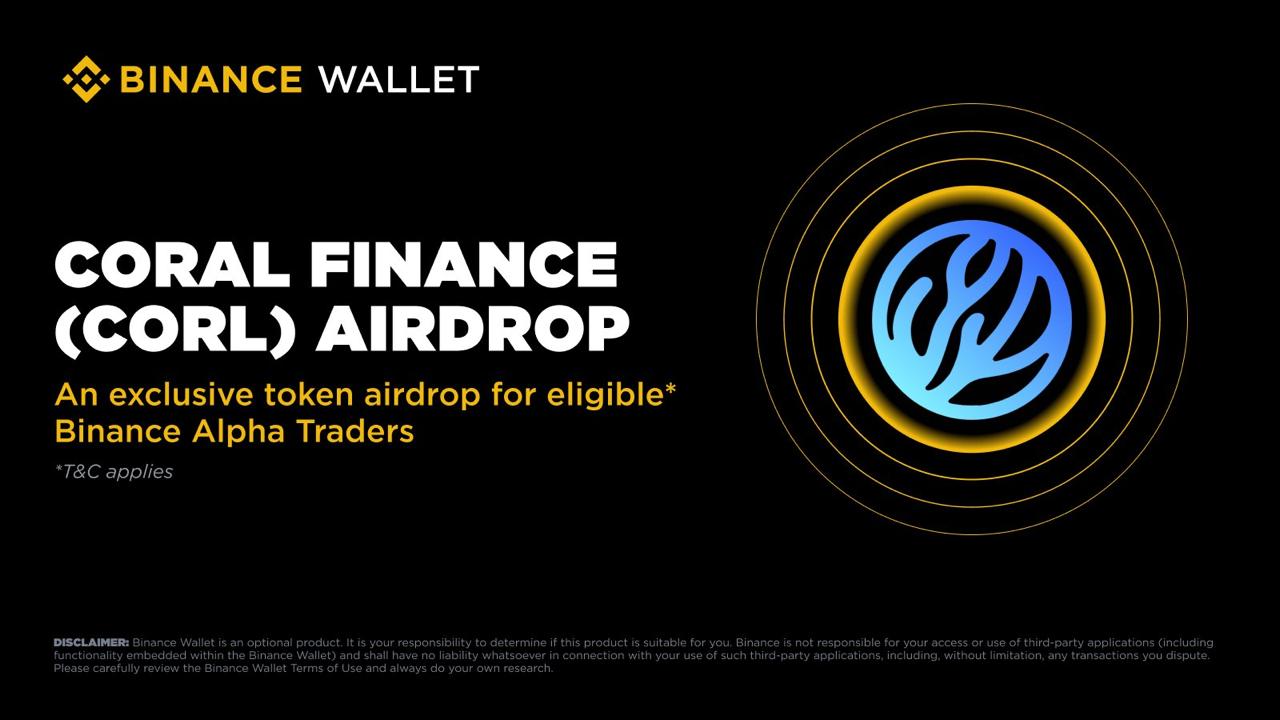 BINANCE WALLET
CORAL FINANCE
(CORL) AIRDROP
An exclusive token airdrop for eligible*
Binance Alpha Traders
*T&C applies
DISCLAIMER: Binance Wallet is an optional product. It is your responsibility to determine if this product is suitable for you. Binance is not responsible for your access or use of third-party applications (including
functionality embedded within the Binance Wallet) and shall have no liability whatsoever in connection with your use of such third-party applications, including, without limitation, any transactions you dispute.
Please carefully review the Binance Wallet Terms of Use and always do your own research.